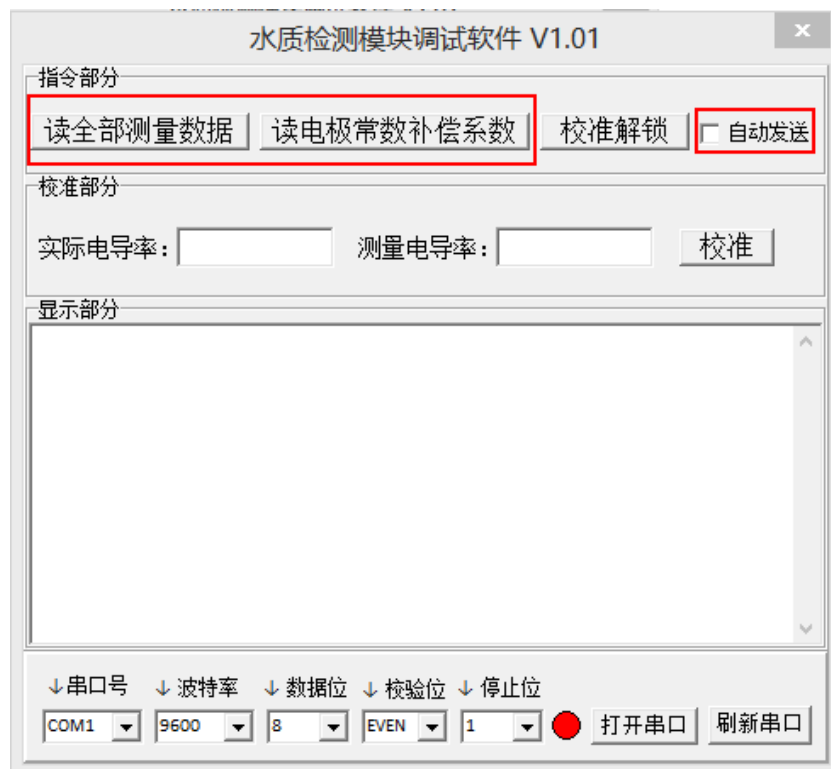 水质检测模块调试软件 V1.01
x
指令部分
读全部测量数据 读电极常数补偿系数 校准解锁 自动发送
校准部分
实际电导率: 测量电导率: 校准
显示部分
↓串口号 ↓波特率 ↓数据位 ↓校验位 ↓停止位
COM1 9600 8 EVEN 1 打开串口 刷新串口